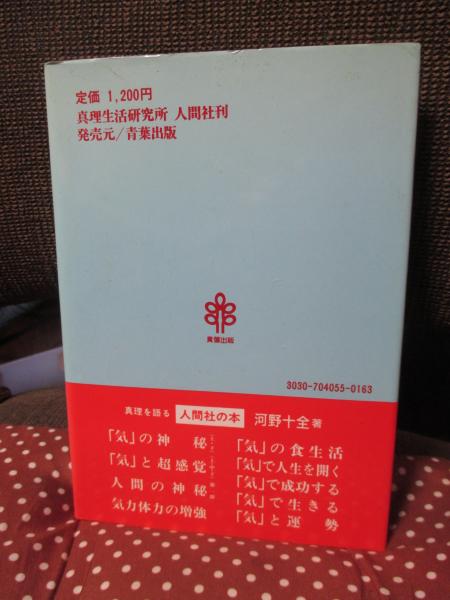 定価 1,200円
真理生活研究所 人間社刊
発売元/青葉出版
青葉出版
3030-704055-0163
真理を語る 人間社の本 河野十全著
「気」の神秘
「気」と超感覚
人間の神秘
気力体力の増強
「気」の食生活
「気」で人生を開く
「気」で成功する
「気」で生きる
「気」と運勢